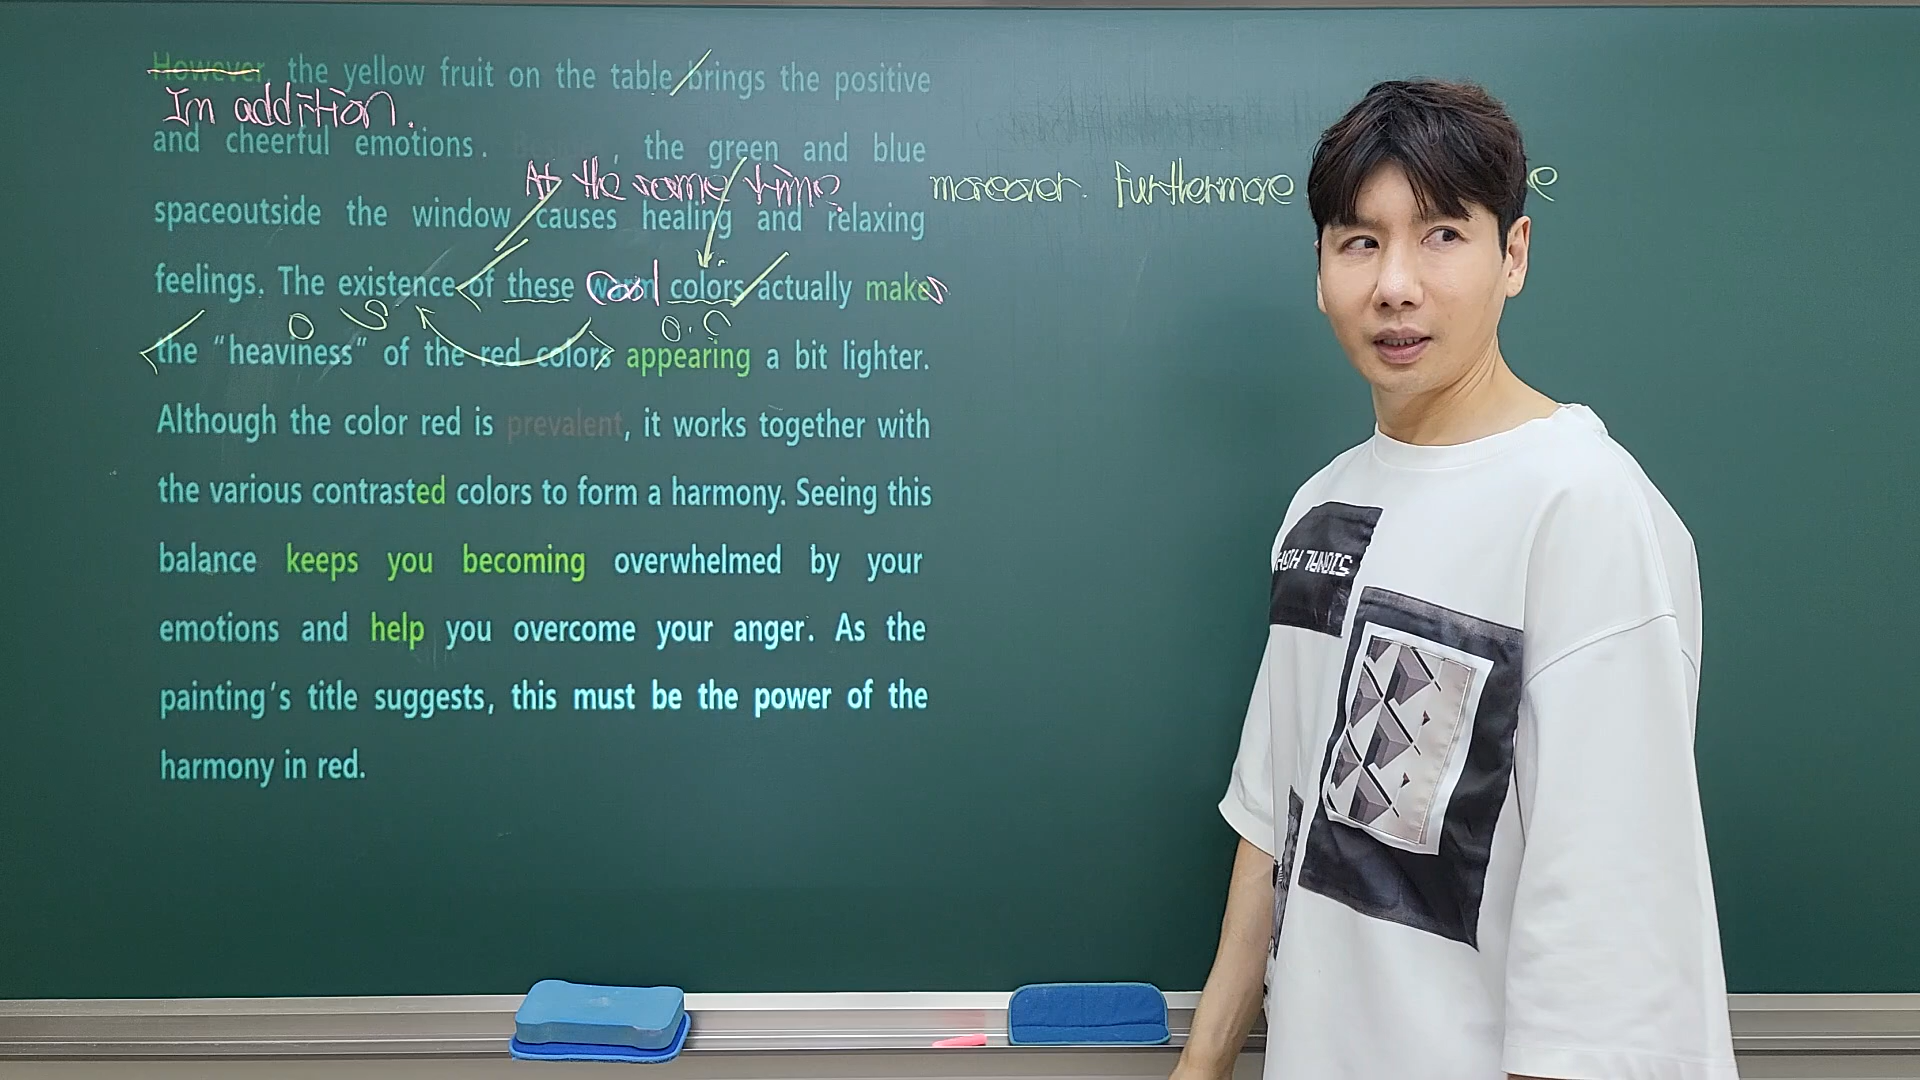 However, the yellow fruit on the table brings the positive
In addition.
and cheerful emotions. Besides, the green and blue
At the same time. moreover. furthermore
spaceoutside the window causes healing and relaxing
feelings. The existence of these cool colors actually makes
O S O.C
the “heaviness” of the red colors appearing a bit lighter.
Although the color red is prevalent, it works together with
the various contrasted colors to form a harmony. Seeing this
balance keeps you becoming overwhelmed by your
emotions and help you overcome your anger. As the
painting’s title suggests, this must be the power of the
harmony in red.